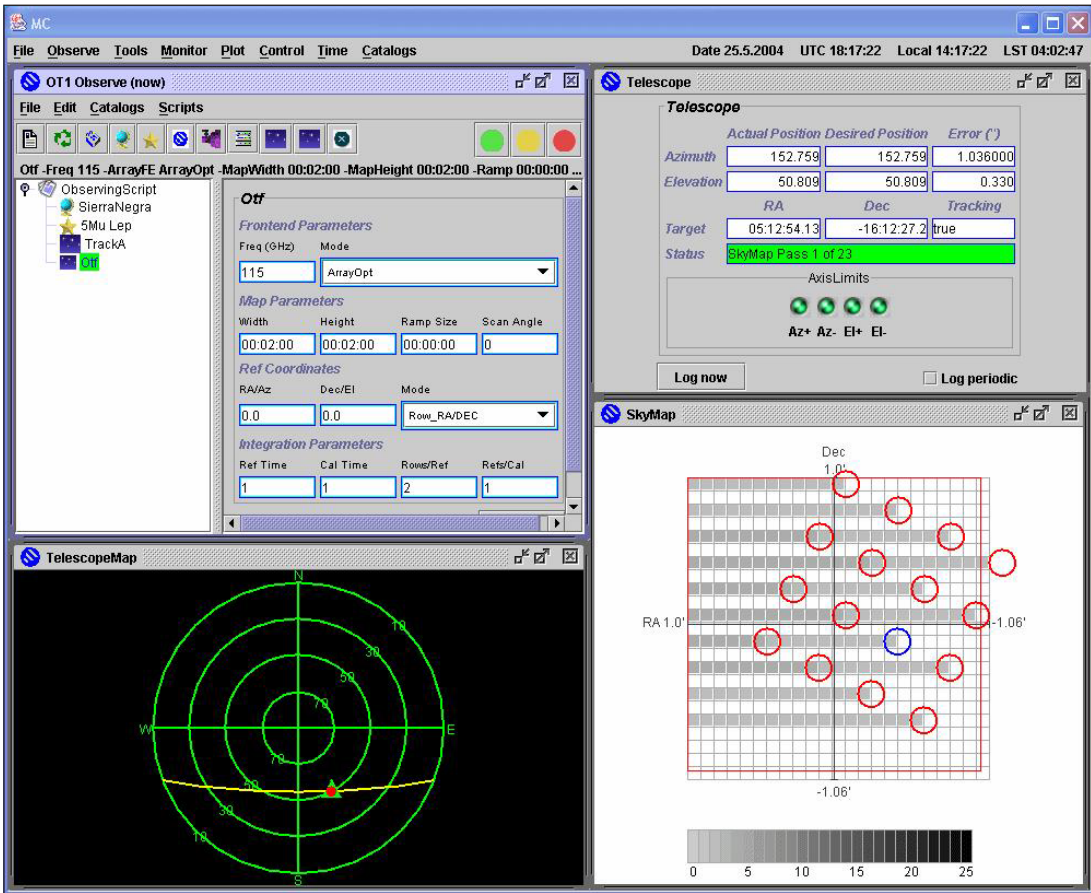 MC
File Observe Tools Monitor Plot Control Time Catalogs Date 25.5.2004 UTC 18:17:22 Local 14:17:22 LST 04:02:47
OT1 Observe (now)
File Edit Catalogs Scripts
Otf -Freq 115 -ArrayFE ArrayOpt -MapWidth 00:02:00 -MapHeight 00:02:00 -Ramp 00:00:00 ...
ObservingScript
SierraNegra
5Mu Lep
TrackA
Otf
Otf
Frontend Parameters
Freq (GHz) Mode
115 ArrayOpt
Map Parameters
Width Height Ramp Size Scan Angle
00:02:00 00:02:00 00:00:00 0
Ref Coordinates
RA/Az Dec/El Mode
0.0 0.0 Row_RA/DEC
Integration Parameters
Ref Time Cal Time Rows/Ref Refs/Cal
1 1 2 1
Telescope
Telescope
Actual Position Desired Position Error (")
Azimuth 152.759 152.759 1.036000
Elevation 50.809 50.809 0.330
RA Dec Tracking
Target 05:12:54.13 -16:12:27.2 true
Status SkyMap Pass 1 of 23
AxisLimits
Az+ Az- El+ El-
Log now Log periodic
TelescopeMap
N
10
30
50
70
W E
70
50
30
10
S
SkyMap
Dec
1.0'
RA 1.0' -1.06'
-1.06'
0 5 10 15 20 25